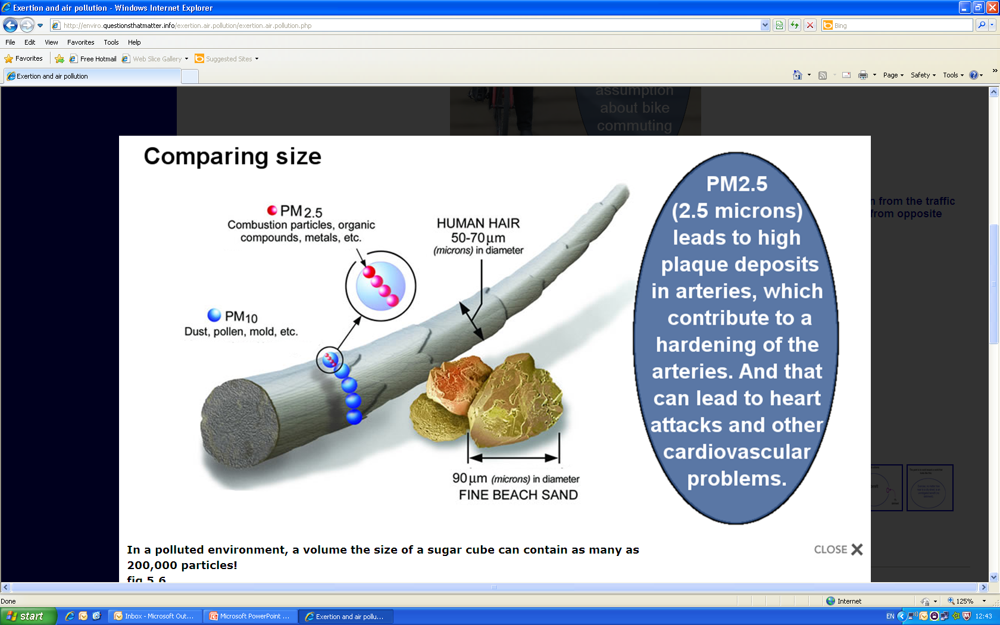 Exertion and air pollution - Windows Internet Explorer
http://enviro.questionsthatmatter.info/exertion.air.pollution/exertion.air.pollution.php
Bing
File Edit View Favorites Tools Help
Favorites Free Hotmail Web Slice Gallery Suggested Sites
Exertion and air pollution
Page Safety Tools
assumption
about bike
commuting
n from the traffic
from opposite
Comparing size
PM2.5
Combustion particles, organic
compounds, metals, etc.
HUMAN HAIR
50-70 μm
(microns) in diameter
PM10
Dust, pollen, mold, etc.
90 μm (microns) in diameter
FINE BEACH SAND
PM2.5
(2.5 microns)
leads to high
plaque deposits
in arteries, which
contribute to a
hardening of the
arteries. And that
can lead to heart
attacks and other
cardiovascular
problems.
In a polluted environment, a volume the size of a sugar cube can contain as many as
200,000 particles!
fig 5 6
CLOSE
Done
Internet
125%
start
Inbox - Microsoft Out...
Microsoft PowerPoint ...
Exertion and air pollu...
EN
12:43